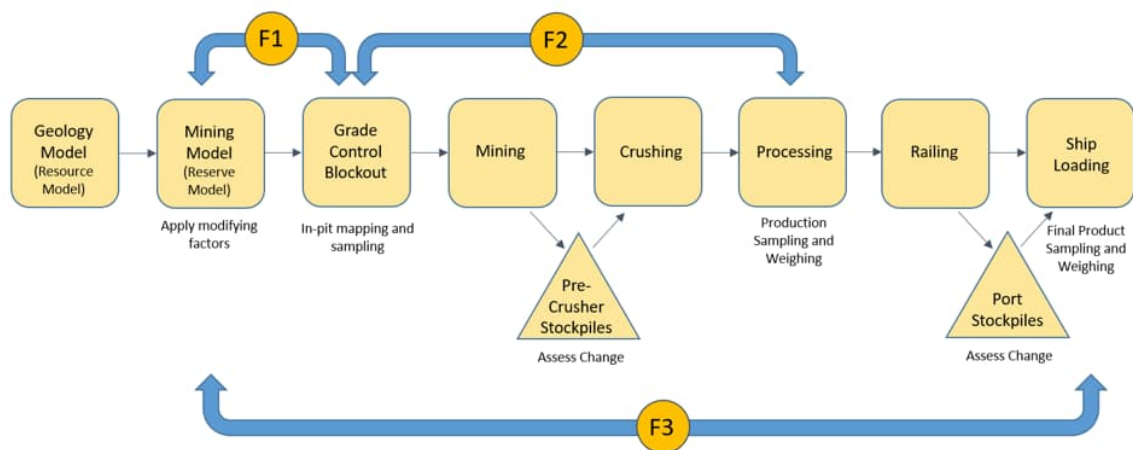 F1
F2
Geology
Model
(Resource
Model)
Mining
Model
(Reserve
Model)
Grade
Control
Blockout
Mining
Crushing
Processing
Railing
Ship
Loading
Apply modifying
factors
In-pit mapping and
sampling
Production
Sampling and
Weighing
Final Product
Sampling and
Weighing
Pre-
Crusher
Stockpiles
Port
Stockpiles
Assess Change
Assess Change
F3